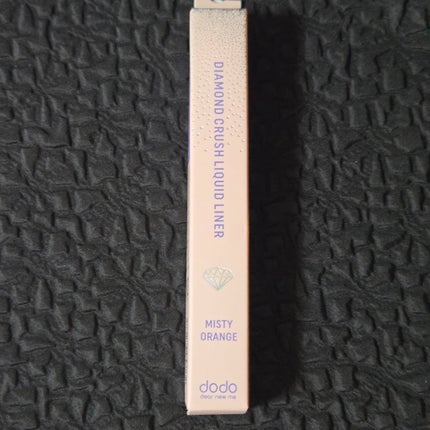 DIAMOND CRUSH LIQUID LINER
MISTY
ORANGE
dodo
dear new me